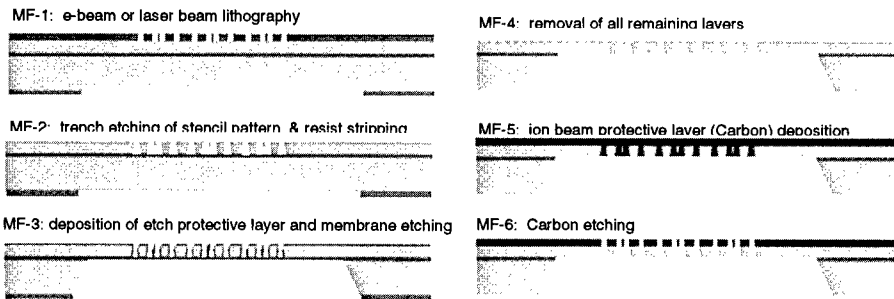 MF-1: e-beam or laser beam lithography
MF-2: trench etching of stencil pattern & resist stripping
MF-3: deposition of etch protective layer and membrane etching
MF-4: removal of all remaining layers
MF-5: ion beam protective layer (Carbon) deposition
MF-6: Carbon etching